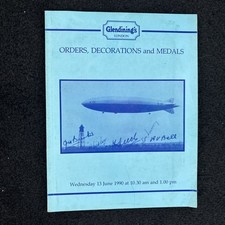 Glendining's
LONDON
ORDERS, DECORATIONS and MEDALS
Wednesday 13 June 1990 at 10.30 am and 1.00 pm